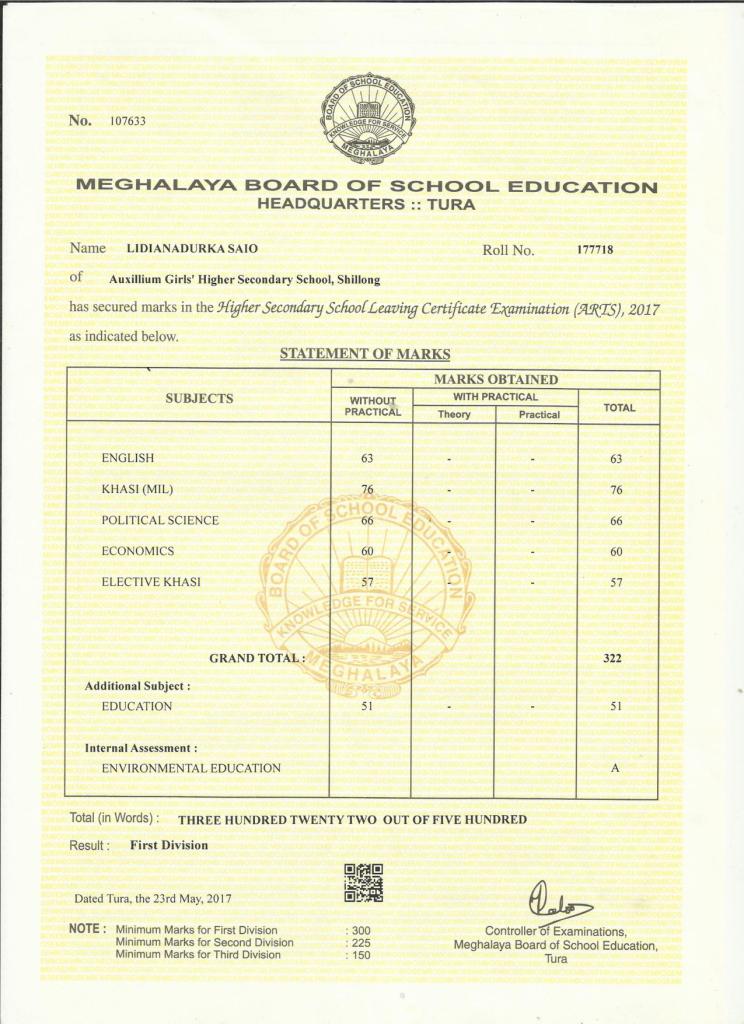 No. 107633
BOARD OF SCHOOL EDUCATION
KNOWLEDGE FOR SERVICE
MEGHALAYA
MEGHALAYA BOARD OF SCHOOL EDUCATION
HEADQUARTERS :: TURA
Name LIDIANADURKA SAIO Roll No. 177718
of Auxillium Girls' Higher Secondary School, Shillong
has secured marks in the Higher Secondary School Leaving Certificate Examination (ARTS), 2017
as indicated below.
STATEMENT OF MARKS
SUBJECTS MARKS OBTAINED
WITHOUT PRACTICAL WITH PRACTICAL TOTAL
Theory Practical
ENGLISH 63 - - 63
KHASI (MIL) 76 - - 76
POLITICAL SCIENCE 66 - - 66
ECONOMICS 60 - - 60
ELECTIVE KHASI 57 - - 57
BOARD OF SCHOOL EDUCATION
KNOWLEDGE FOR SERVICE
MEGHALAYA
GRAND TOTAL : 322
Additional Subject :
EDUCATION 51 - - 51
Internal Assessment :
ENVIRONMENTAL EDUCATION A
Total (in Words) : THREE HUNDRED TWENTY TWO OUT OF FIVE HUNDRED
Result : First Division
Dated Tura, the 23rd May, 2017
NOTE : Minimum Marks for First Division : 300
Minimum Marks for Second Division : 225
Minimum Marks for Third Division : 150
Controller of Examinations,
Meghalaya Board of School Education,
Tura